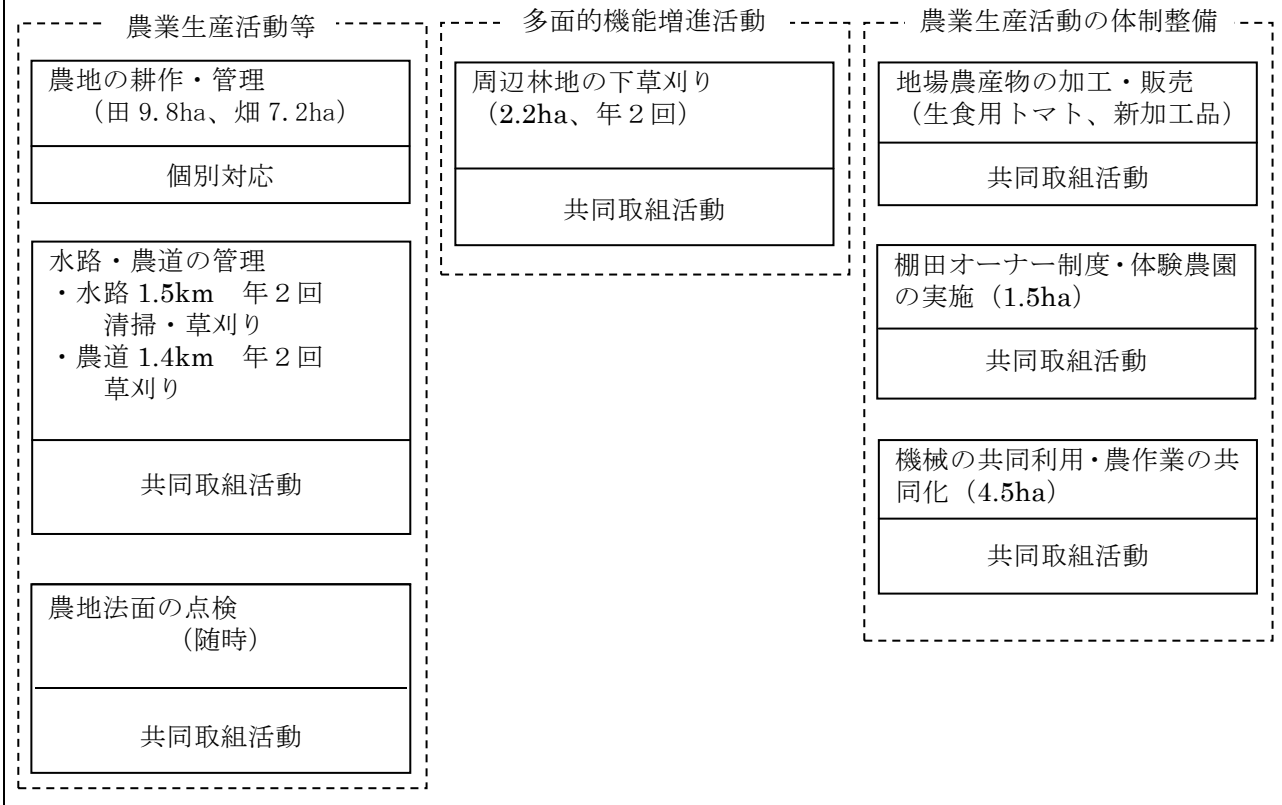 農業生産活動等
農地の耕作・管理
（田 9.8ha、畑 7.2ha）
個別対応
水路・農道の管理
・水路 1.5km　年２回
清掃・草刈り
・農道 1.4km　年２回
草刈り
共同取組活動
農地法面の点検
（随時）
共同取組活動
多面的機能増進活動
周辺林地の下草刈り
（2.2ha、年２回）
共同取組活動
農業生産活動の体制整備
地場農産物の加工・販売
（生食用トマト、新加工品）
共同取組活動
棚田オーナー制度・体験農園
の実施（1.5ha）
共同取組活動
機械の共同利用・農作業の共
同化（4.5ha）
共同取組活動